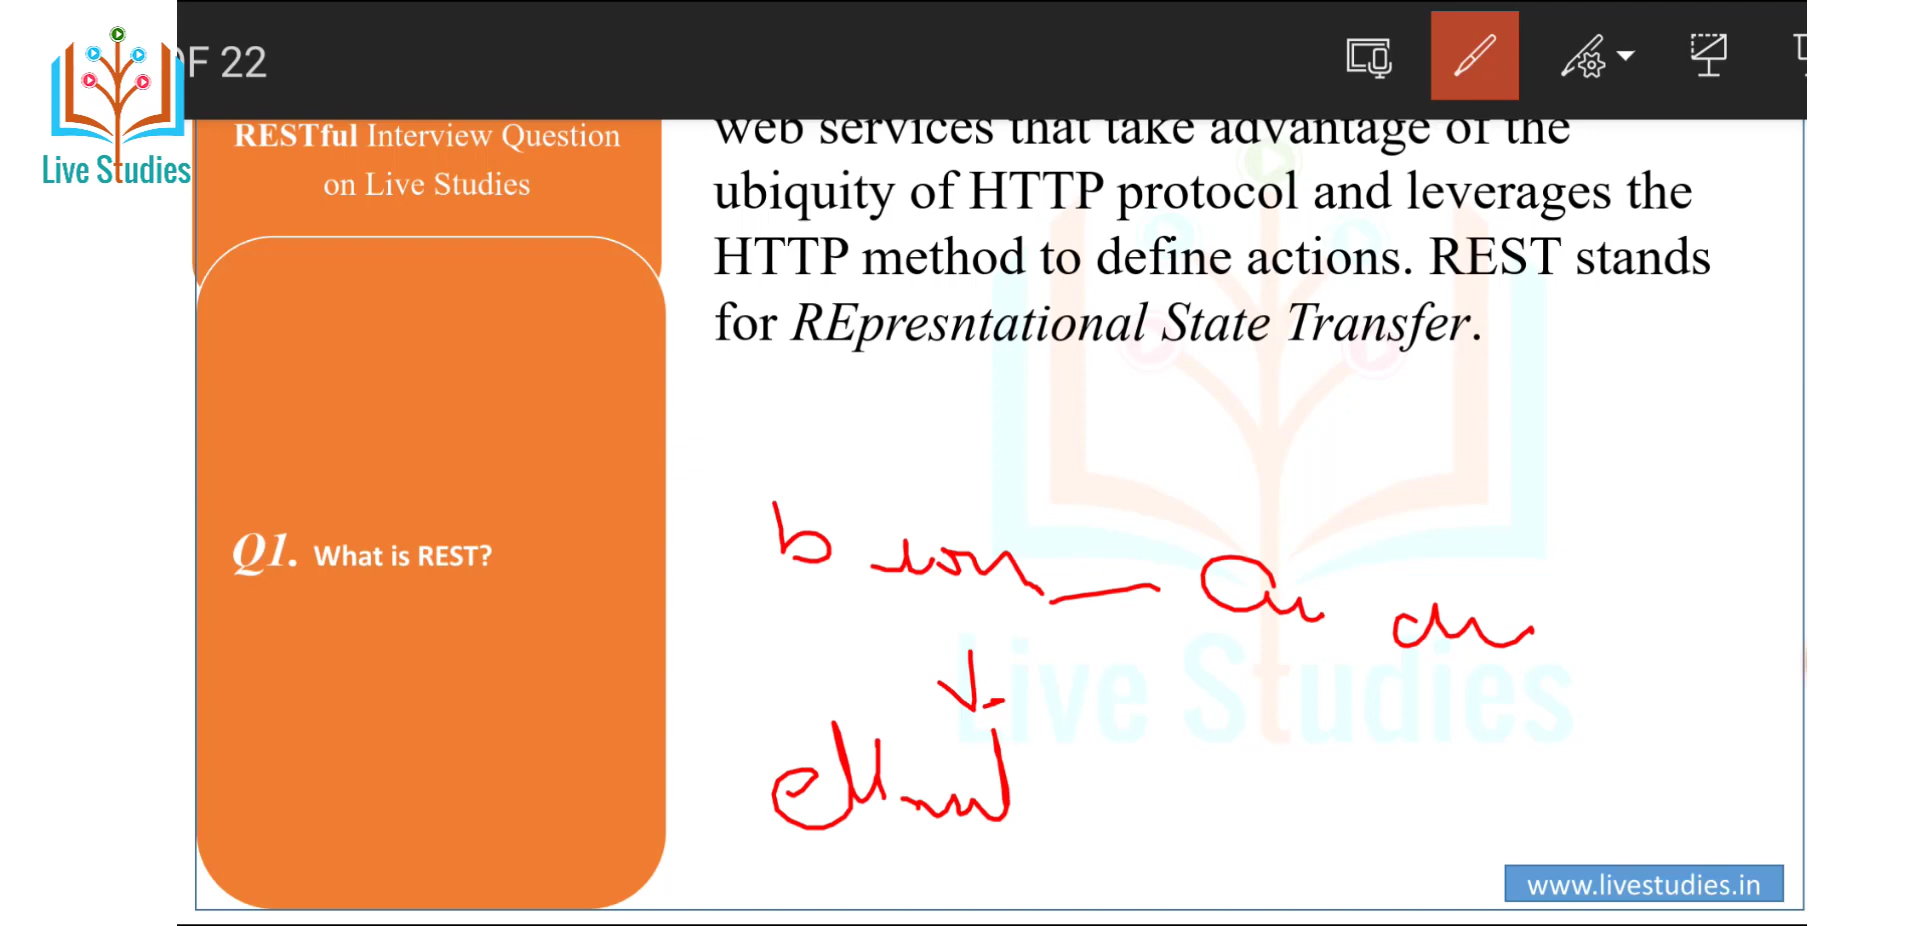 F 22
Live Studies
RESTful Interview Question
on Live Studies
web services that take advantage of the
ubiquity of HTTP protocol and leverages the
HTTP method to define actions. REST stands
for REpresntational State Transfer.
Q1. What is REST?
Live Studies
www.livestudies.in